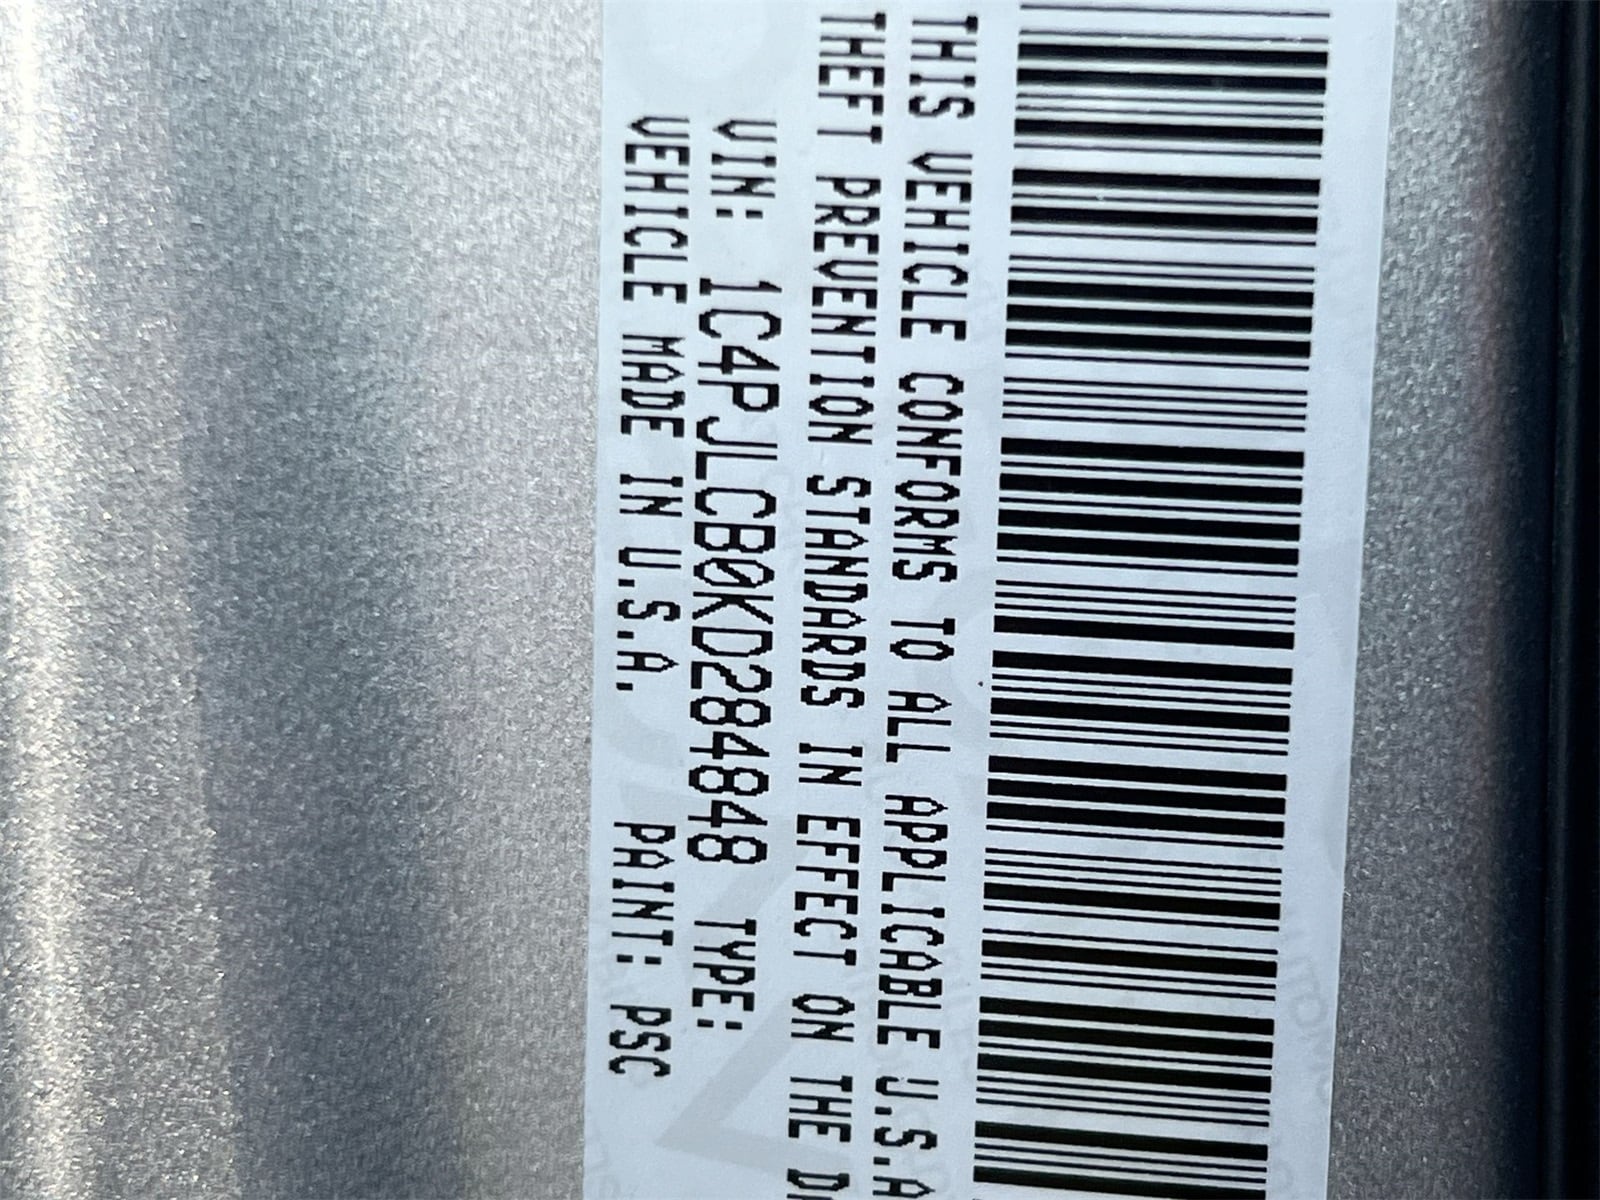 THIS VEHICLE CONFORMS TO ALL APPLICABLE U.S.A
THEFT PREVENTION STANDARDS IN EFFECT ON THE
VIN: 1C4PJLCB0KD284848 TYPE:
VEHICLE MADE IN U.S.A. PAINT: PSC